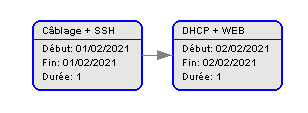 Câblage + SSH
Début: 01/02/2021
Fin: 01/02/2021
Durée: 1
DHCP + WEB
Début: 02/02/2021
Fin: 02/02/2021
Durée: 1